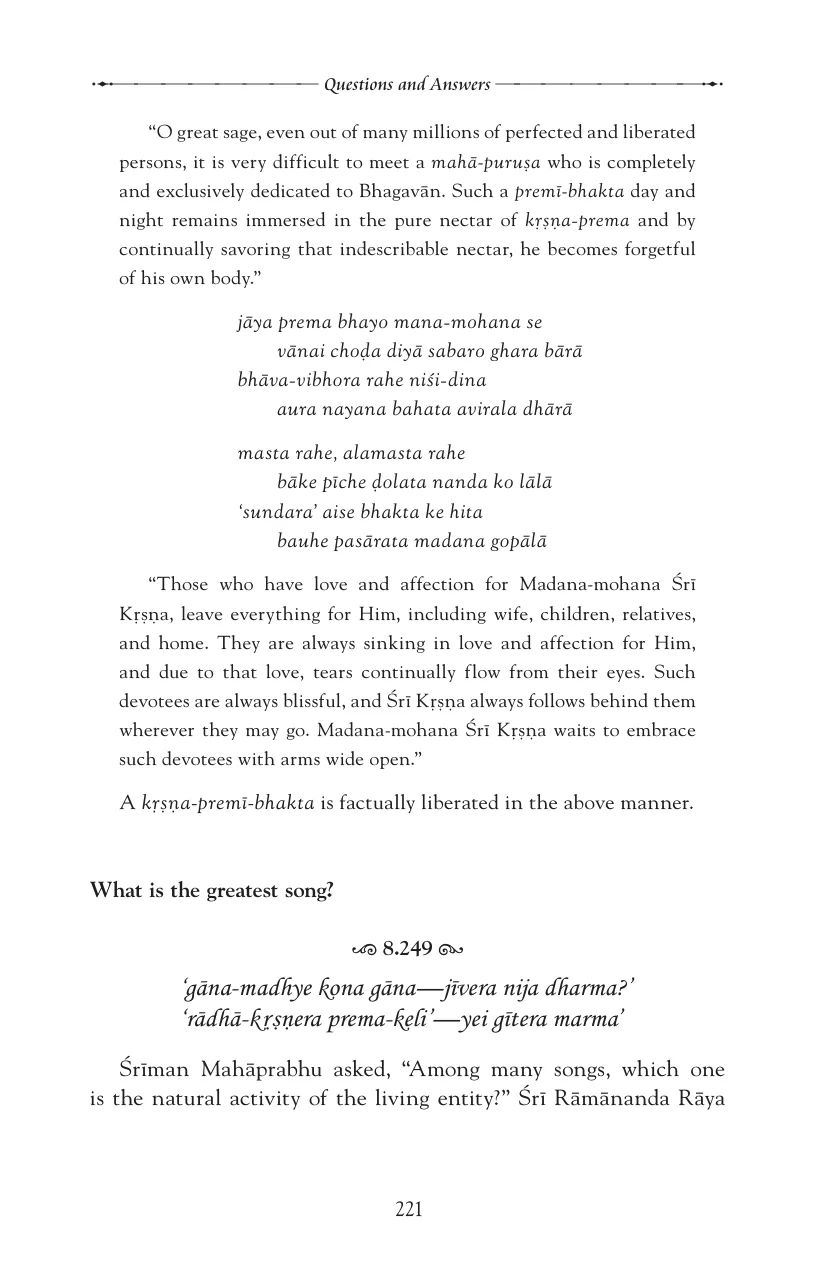 Questions and Answers
“O great sage, even out of many millions of perfected and liberated
persons, it is very difficult to meet a mahā-puruṣa who is completely
and exclusively dedicated to Bhagavān. Such a premī-bhakta day and
night remains immersed in the pure nectar of kṛṣṇa-prema and by
continually savoring that indescribable nectar, he becomes forgetful
of his own body.”
jāya prema bhayo mana-mohana se
vānai choḍa diyā sabaro ghara bārā
bhāva-vibhora rahe niśi-dina
aura nayana bahata avirala dhārā
masta rahe, alamasta rahe
bāke pīche ḍolata nanda ko lālā
‘sundara’ aise bhakta ke hita
bauhe pasārata madana gopālā
“Those who have love and affection for Madana-mohana Śrī
Kṛṣṇa, leave everything for Him, including wife, children, relatives,
and home. They are always sinking in love and affection for Him,
and due to that love, tears continually flow from their eyes. Such
devotees are always blissful, and Śrī Kṛṣṇa always follows behind them
wherever they may go. Madana-mohana Śrī Kṛṣṇa waits to embrace
such devotees with arms wide open.”
A kṛṣṇa-premī-bhakta is factually liberated in the above manner.
What is the greatest song?
8.249
‘gāna-madhye kona gāna—jīvera nija dharma?’
‘rādhā-kṛṣṇera prema-keli’—yei gītera marma’
Śrīman Mahāprabhu asked, “Among many songs, which one
is the natural activity of the living entity?” Śrī Rāmānanda Rāya
221